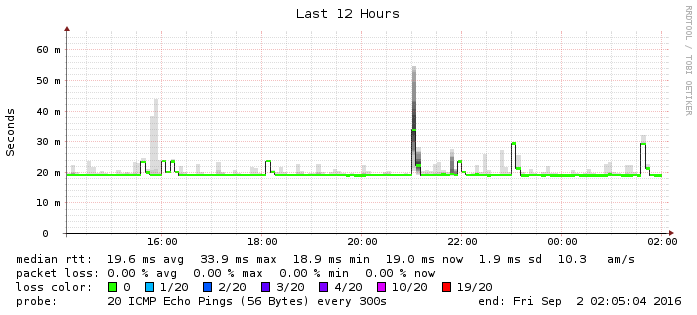 Last 12 Hours
RRDTOOL / TOBI OETIKER
Seconds
60 m
50 m
40 m
30 m
20 m
10 m
0
16:00 18:00 20:00 22:00 00:00 02:00
median rtt: 19.6 ms avg 33.9 ms max 18.9 ms min 19.0 ms now 1.9 ms sd 10.3 am/s
packet loss: 0.00 % avg 0.00 % max 0.00 % min 0.00 % now
loss color: 0 1/20 2/20 3/20 4/20 10/20 19/20
probe: 20 ICMP Echo Pings (56 Bytes) every 300s end: Fri Sep 2 02:05:04 2016